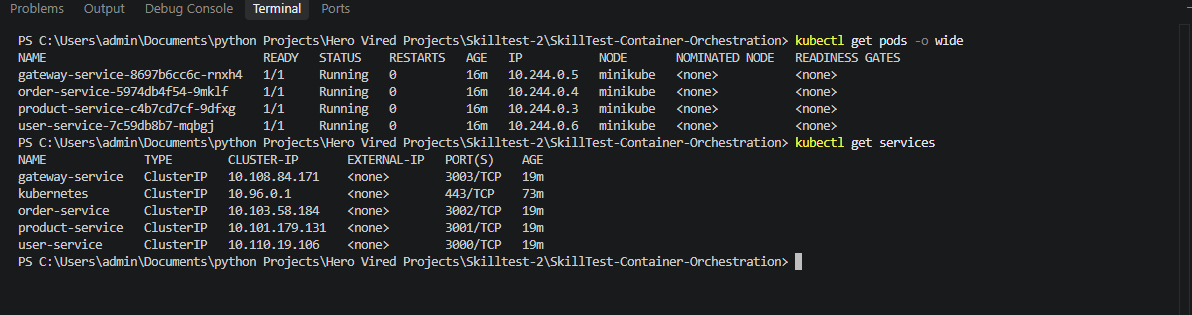 Problems Output Debug Console Terminal Ports
PS C:\Users\admin\Documents\python Projects\Hero Vired Projects\Skilltest-2\SkillTest-Container-Orchestration> kubectl get pods -o wide
NAME READY STATUS RESTARTS AGE IP NODE NOMINATED NODE READINESS GATES
gateway-service-8697b6cc6c-rnxh4 1/1 Running 0 16m 10.244.0.5 minikube <none> <none>
order-service-5974db4f54-9mklf 1/1 Running 0 16m 10.244.0.4 minikube <none> <none>
product-service-c4b7cd7cf-9dfxg 1/1 Running 0 16m 10.244.0.3 minikube <none> <none>
user-service-7c59db8b7-mqbgj 1/1 Running 0 16m 10.244.0.6 minikube <none> <none>
PS C:\Users\admin\Documents\python Projects\Hero Vired Projects\Skilltest-2\SkillTest-Container-Orchestration> kubectl get services
NAME TYPE CLUSTER-IP EXTERNAL-IP PORT(S) AGE
gateway-service ClusterIP 10.108.84.171 <none> 3003/TCP 19m
kubernetes ClusterIP 10.96.0.1 <none> 443/TCP 73m
order-service ClusterIP 10.103.58.184 <none> 3002/TCP 19m
product-service ClusterIP 10.101.179.131 <none> 3001/TCP 19m
user-service ClusterIP 10.110.19.106 <none> 3000/TCP 19m
PS C:\Users\admin\Documents\python Projects\Hero Vired Projects\Skilltest-2\SkillTest-Container-Orchestration>